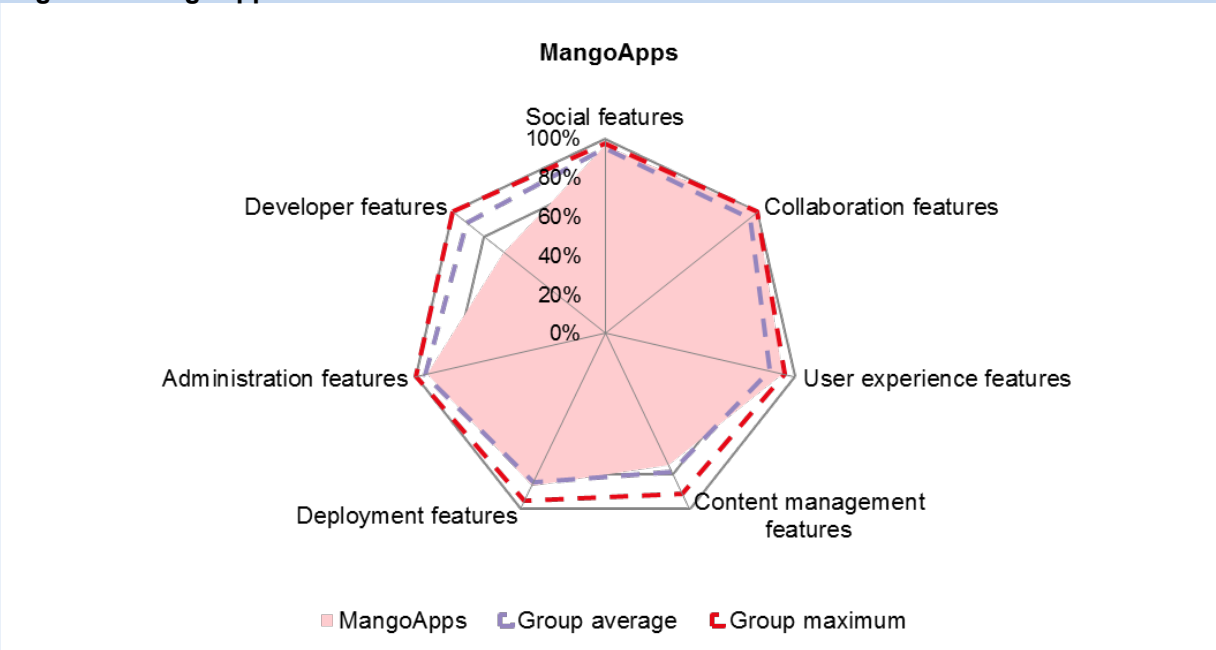 MangoApps
Social features
100%
80%
Developer features
Collaboration features
60%
40%
20%
0%
Administration features
User experience features
Content management
features
Deployment features
MangoApps
Group average
Group maximum